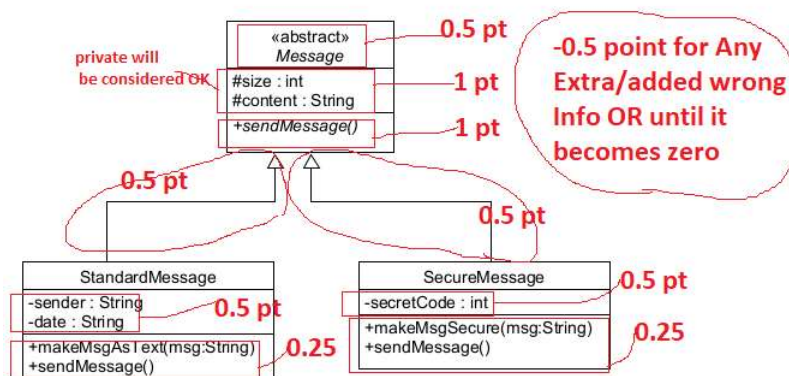 «abstract»
Message
0.5 pt
private will
be considered OK
#size : int
#content : String
1 pt
+sendMessage()
1 pt
-0.5 point for Any
Extra/added wrong
Info OR until it
becomes zero
0.5 pt
0.5 pt
StandardMessage
-sender : String
-date : String
0.5 pt
+makeMsgAsText(msg:String)
+sendMessage()
0.25
SecureMessage
-secretCode : int
0.5 pt
+makeMsgSecure(msg:String)
+sendMessage()
0.25